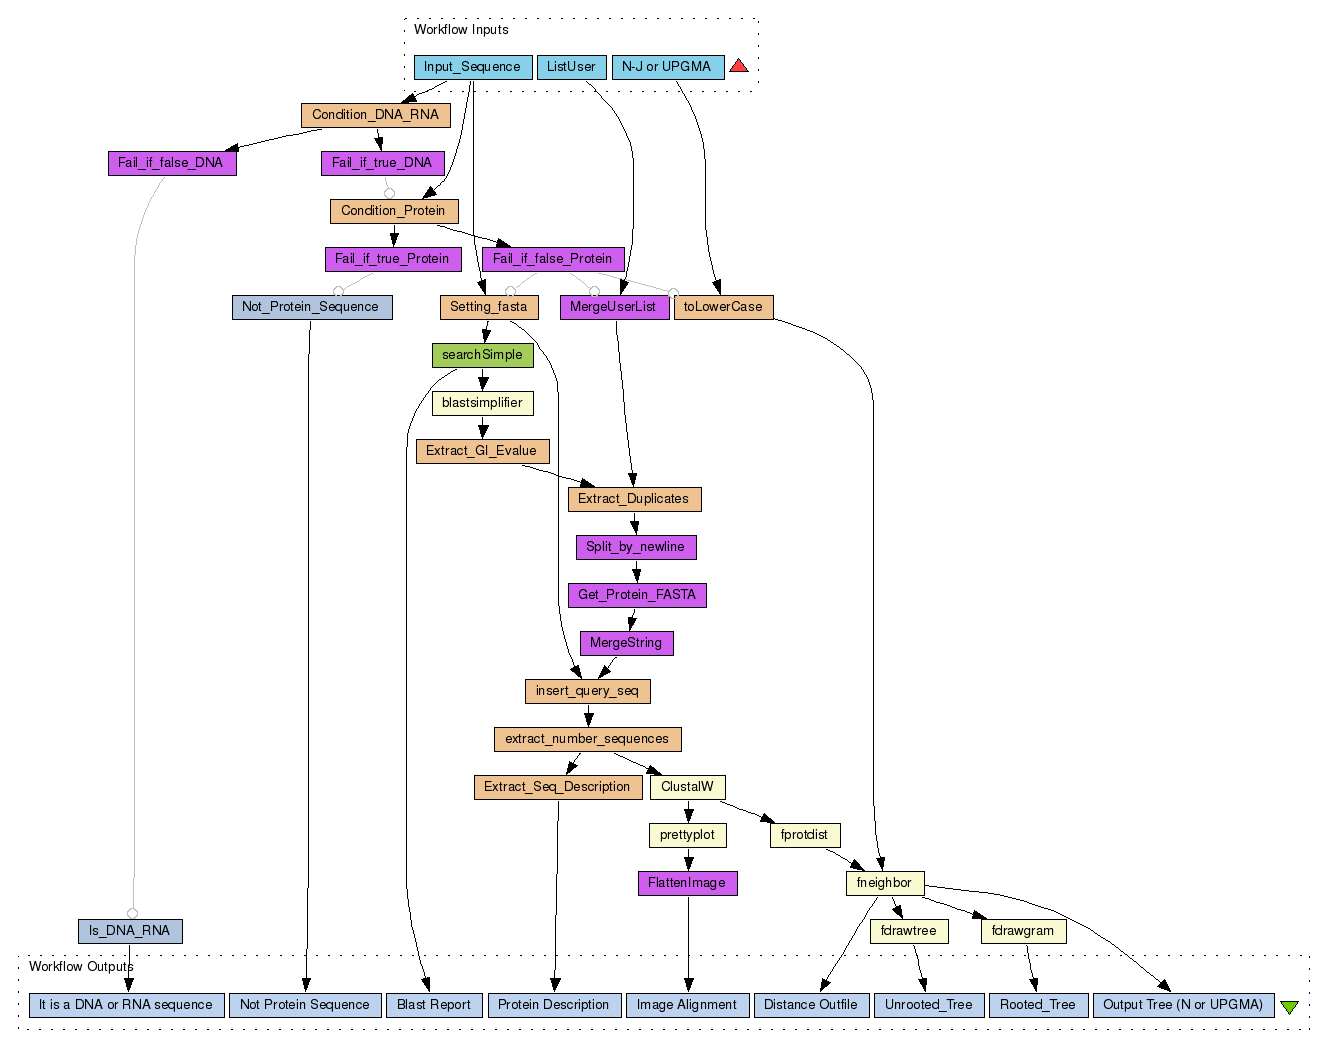 Workflow Inputs
Input_Sequence
ListUser
N-J or UPGMA
Condition_DNA_RNA
Fail_if_false_DNA
Fail_if_true_DNA
Condition_Protein
Fail_if_true_Protein
Fail_if_false_Protein
Not_Protein_Sequence
Setting_fasta
MergeUserList
toLowerCase
searchSimple
blastsimplifier
Extract_GI_Evalue
Extract_Duplicates
Split_by_newline
Get_Protein_FASTA
MergeString
insert_query_seq
extract_number_sequences
Extract_Seq_Description
ClustalW
prettyplot
fprotdist
FlattenImage
fneighbor
Is_DNA_RNA
fdrawtree
fdrawgram
Workflow Outputs
It is a DNA or RNA sequence
Not Protein Sequence
Blast Report
Protein Description
Image Alignment
Distance Outfile
Unrooted_Tree
Rooted_Tree
Output Tree (N or UPGMA)